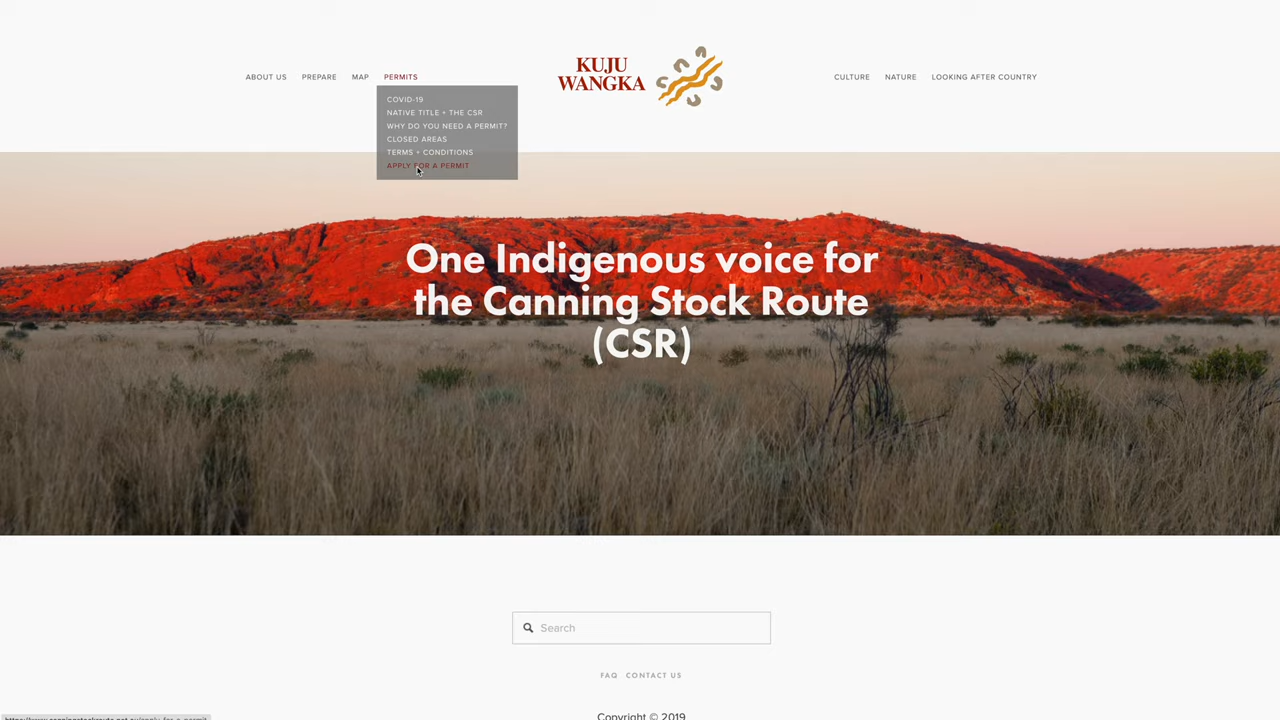 ABOUT US PREPARE MAP PERMITS
KUJU
WANGKA
CULTURE NATURE LOOKING AFTER COUNTRY
COVID-19
NATIVE TITLE + THE CSR
WHY DO YOU NEED A PERMIT?
CLOSED AREAS
TERMS + CONDITIONS
APPLY FOR A PERMIT
One Indigenous voice for
the Canning Stock Route
(CSR)
Search
FAQ CONTACT US
Copyright © 2019